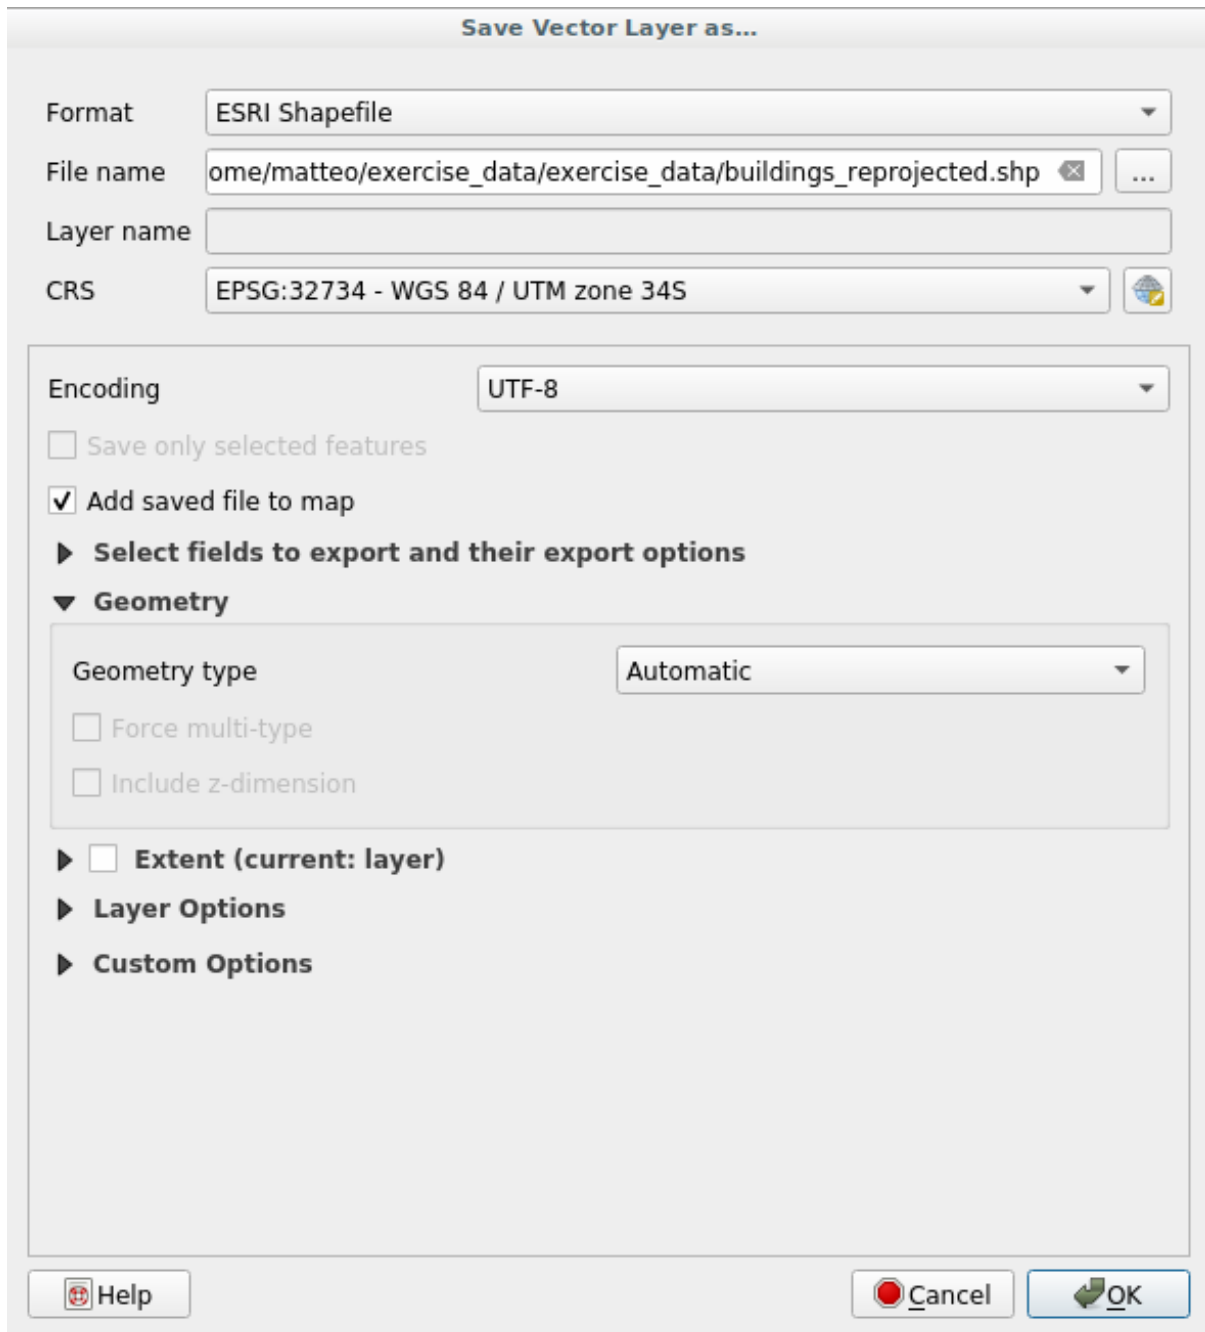 Save Vector Layer as...
Format ESRI Shapefile
File name ome/matteo/exercise_data/exercise_data/buildings_reprojected.shp ...
Layer name
CRS EPSG:32734 - WGS 84 / UTM zone 34S
Encoding UTF-8
Save only selected features
Add saved file to map
Select fields to export and their export options
Geometry
Geometry type Automatic
Force multi-type
Include z-dimension
Extent (current: layer)
Layer Options
Custom Options
Help Cancel OK